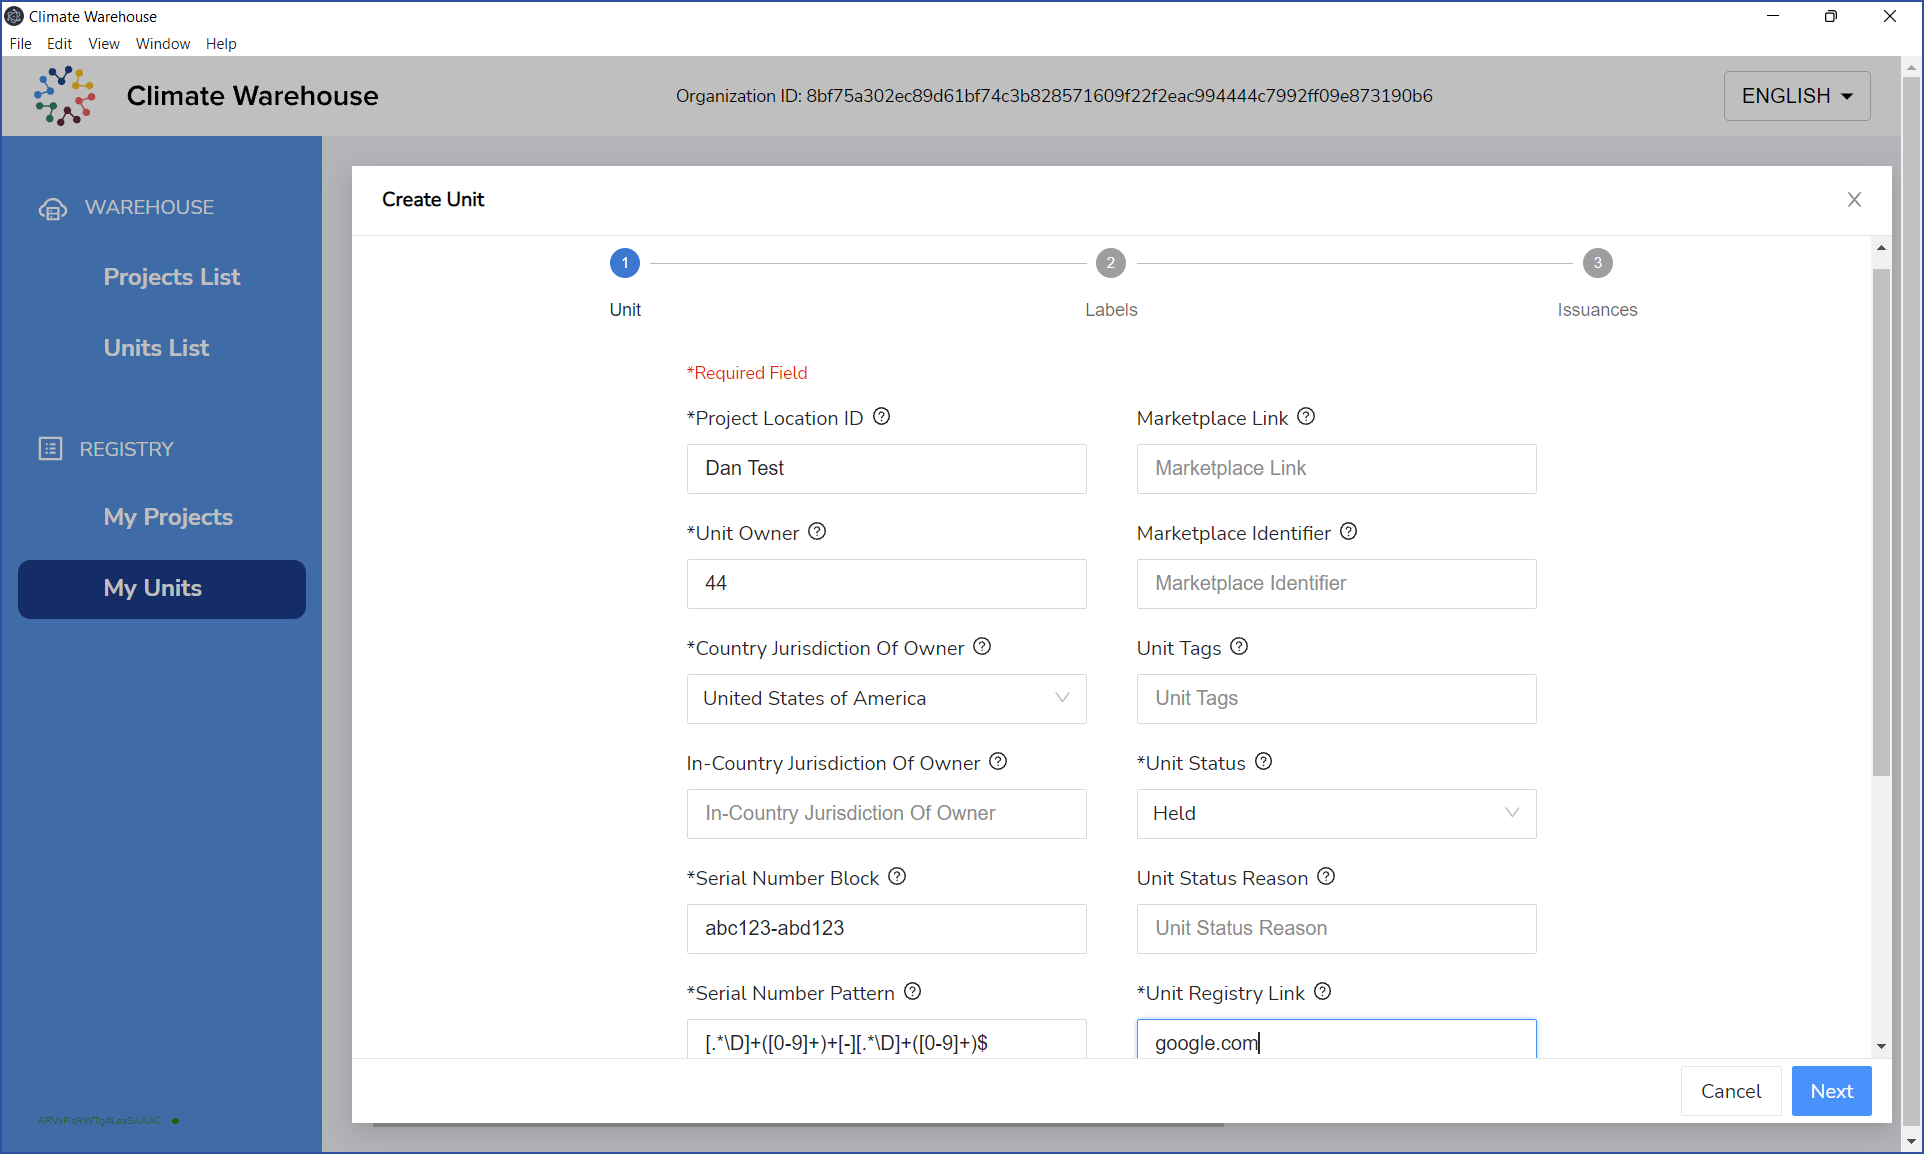 Climate Warehouse
File Edit View Window Help
Climate Warehouse
Organization ID: 8bf75a302ec89d61bf74c3b828571609f22f2eac994444c7992ff09e873190b6
ENGLISH
WAREHOUSE
Projects List
Units List
REGISTRY
My Projects
My Units
Create Unit
1
2
3
Unit
Labels
Issuances
*Required Field
*Project Location ID
Dan Test
Marketplace Link
Marketplace Link
*Unit Owner
44
Marketplace Identifier
Marketplace Identifier
*Country Jurisdiction Of Owner
United States of America
Unit Tags
Unit Tags
In-Country Jurisdiction Of Owner
In-Country Jurisdiction Of Owner
*Unit Status
Held
*Serial Number Block
abc123-abd123
Unit Status Reason
Unit Status Reason
*Serial Number Pattern
[.*\D]+([0-9]+)+[-][.*\D]+([0-9]+)$
*Unit Registry Link
google.com
Cancel
Next